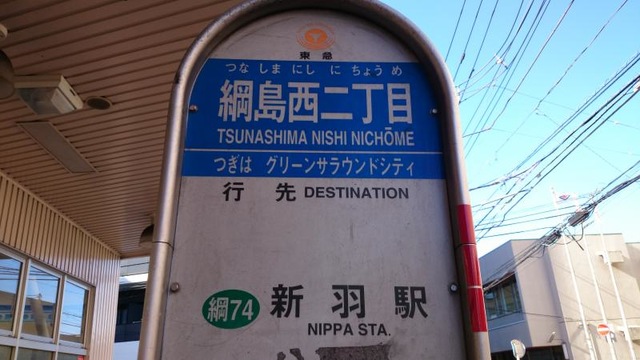 東急
つな しま にし に ちょう め
綱島西二丁目
TSUNASHIMA NISHI NICHŌME
つぎは グリーンサラウンドシティ
行 先 DESTINATION
綱74 新羽駅
NIPPA STA.